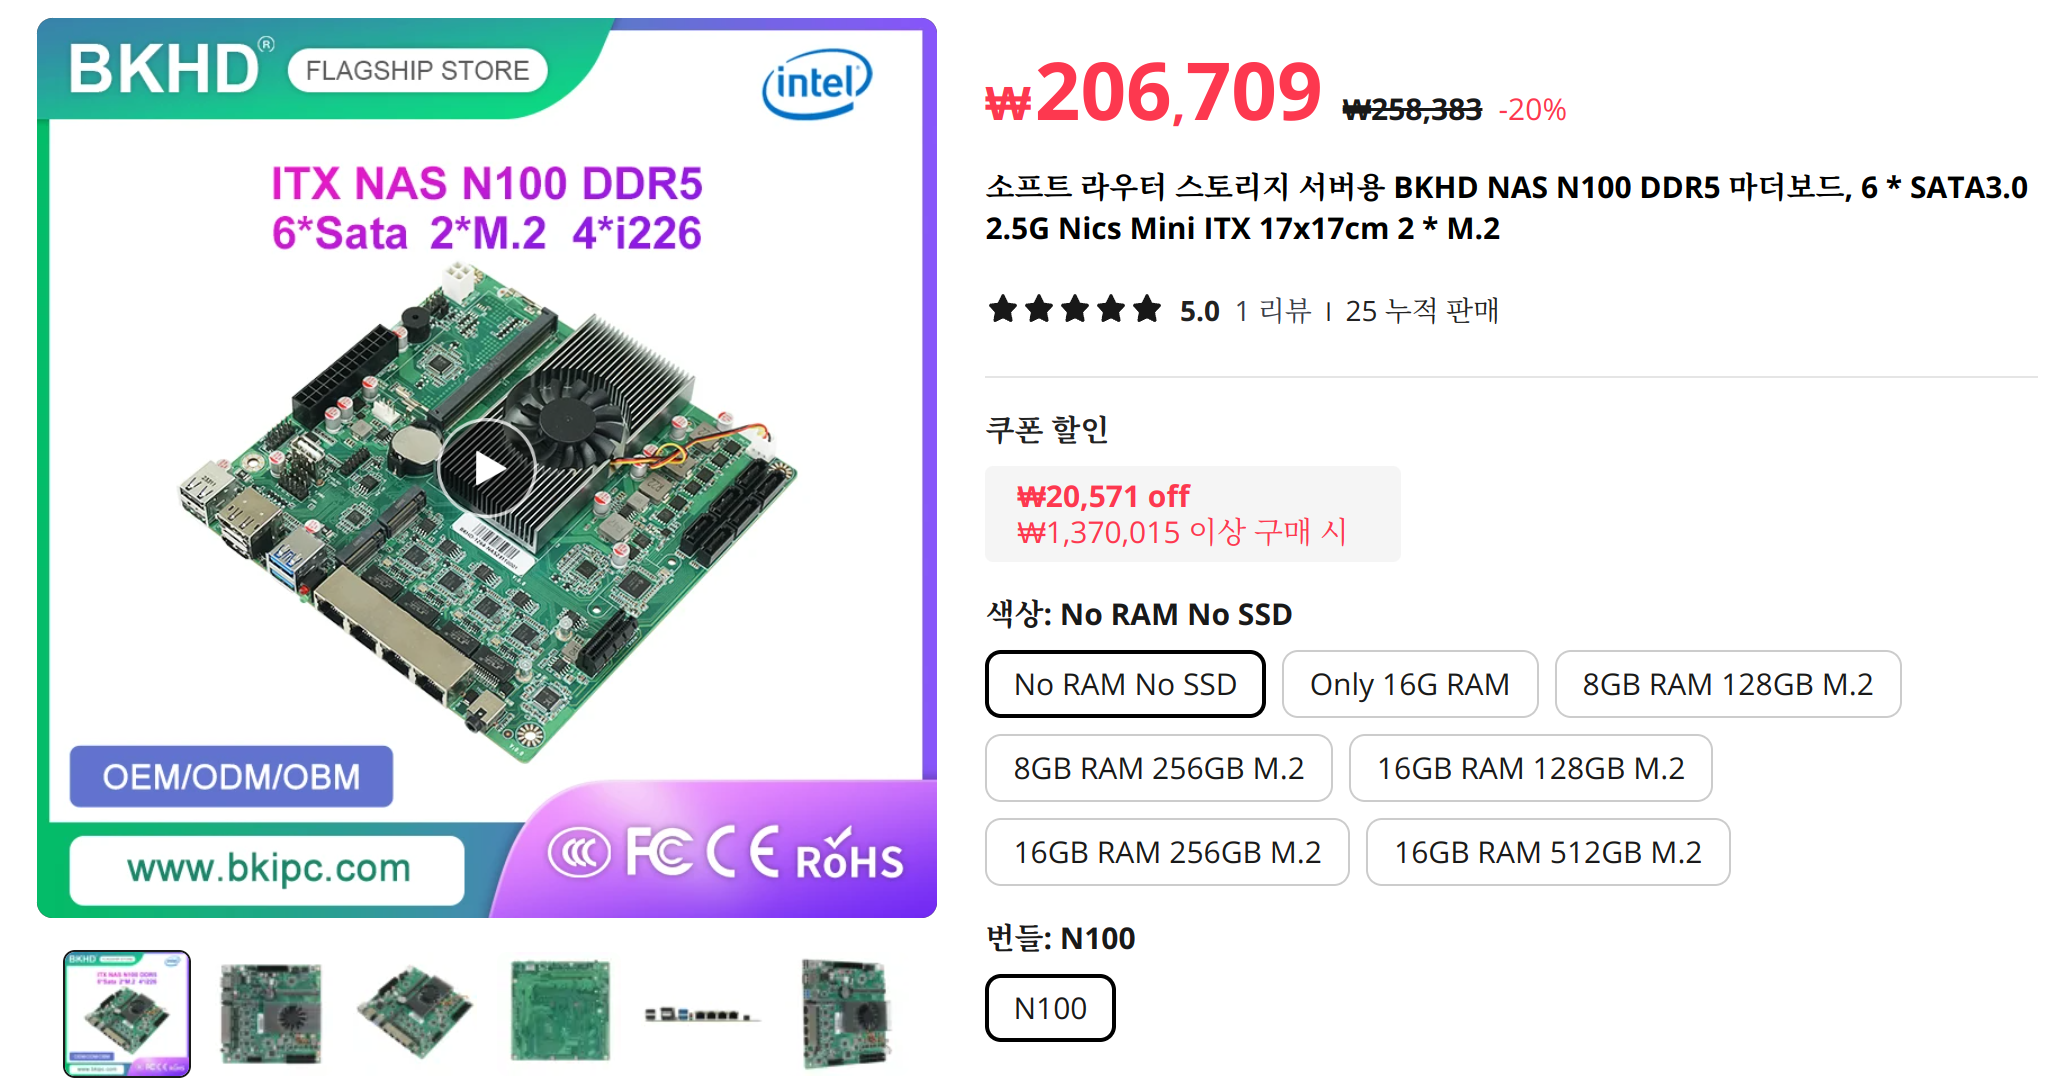 BKHD® FLAGSHIP STORE
intel
ITX NAS N100 DDR5
6*Sata 2*M.2 4*i226
OEM/ODM/OBM
www.bkipc.com
CCC FC CE RoHS
₩206,709 ₩258,383 -20%
소프트 라우터 스토리지 서버용 BKHD NAS N100 DDR5 마더보드, 6 * SATA3.0
2.5G Nics Mini ITX 17x17cm 2 * M.2
5.0 1 리뷰 I 25 누적 판매
쿠폰 할인
₩20,571 off
₩1,370,015 이상 구매 시
색상: No RAM No SSD
No RAM No SSD
Only 16G RAM
8GB RAM 128GB M.2
8GB RAM 256GB M.2
16GB RAM 128GB M.2
16GB RAM 256GB M.2
16GB RAM 512GB M.2
번들: N100
N100